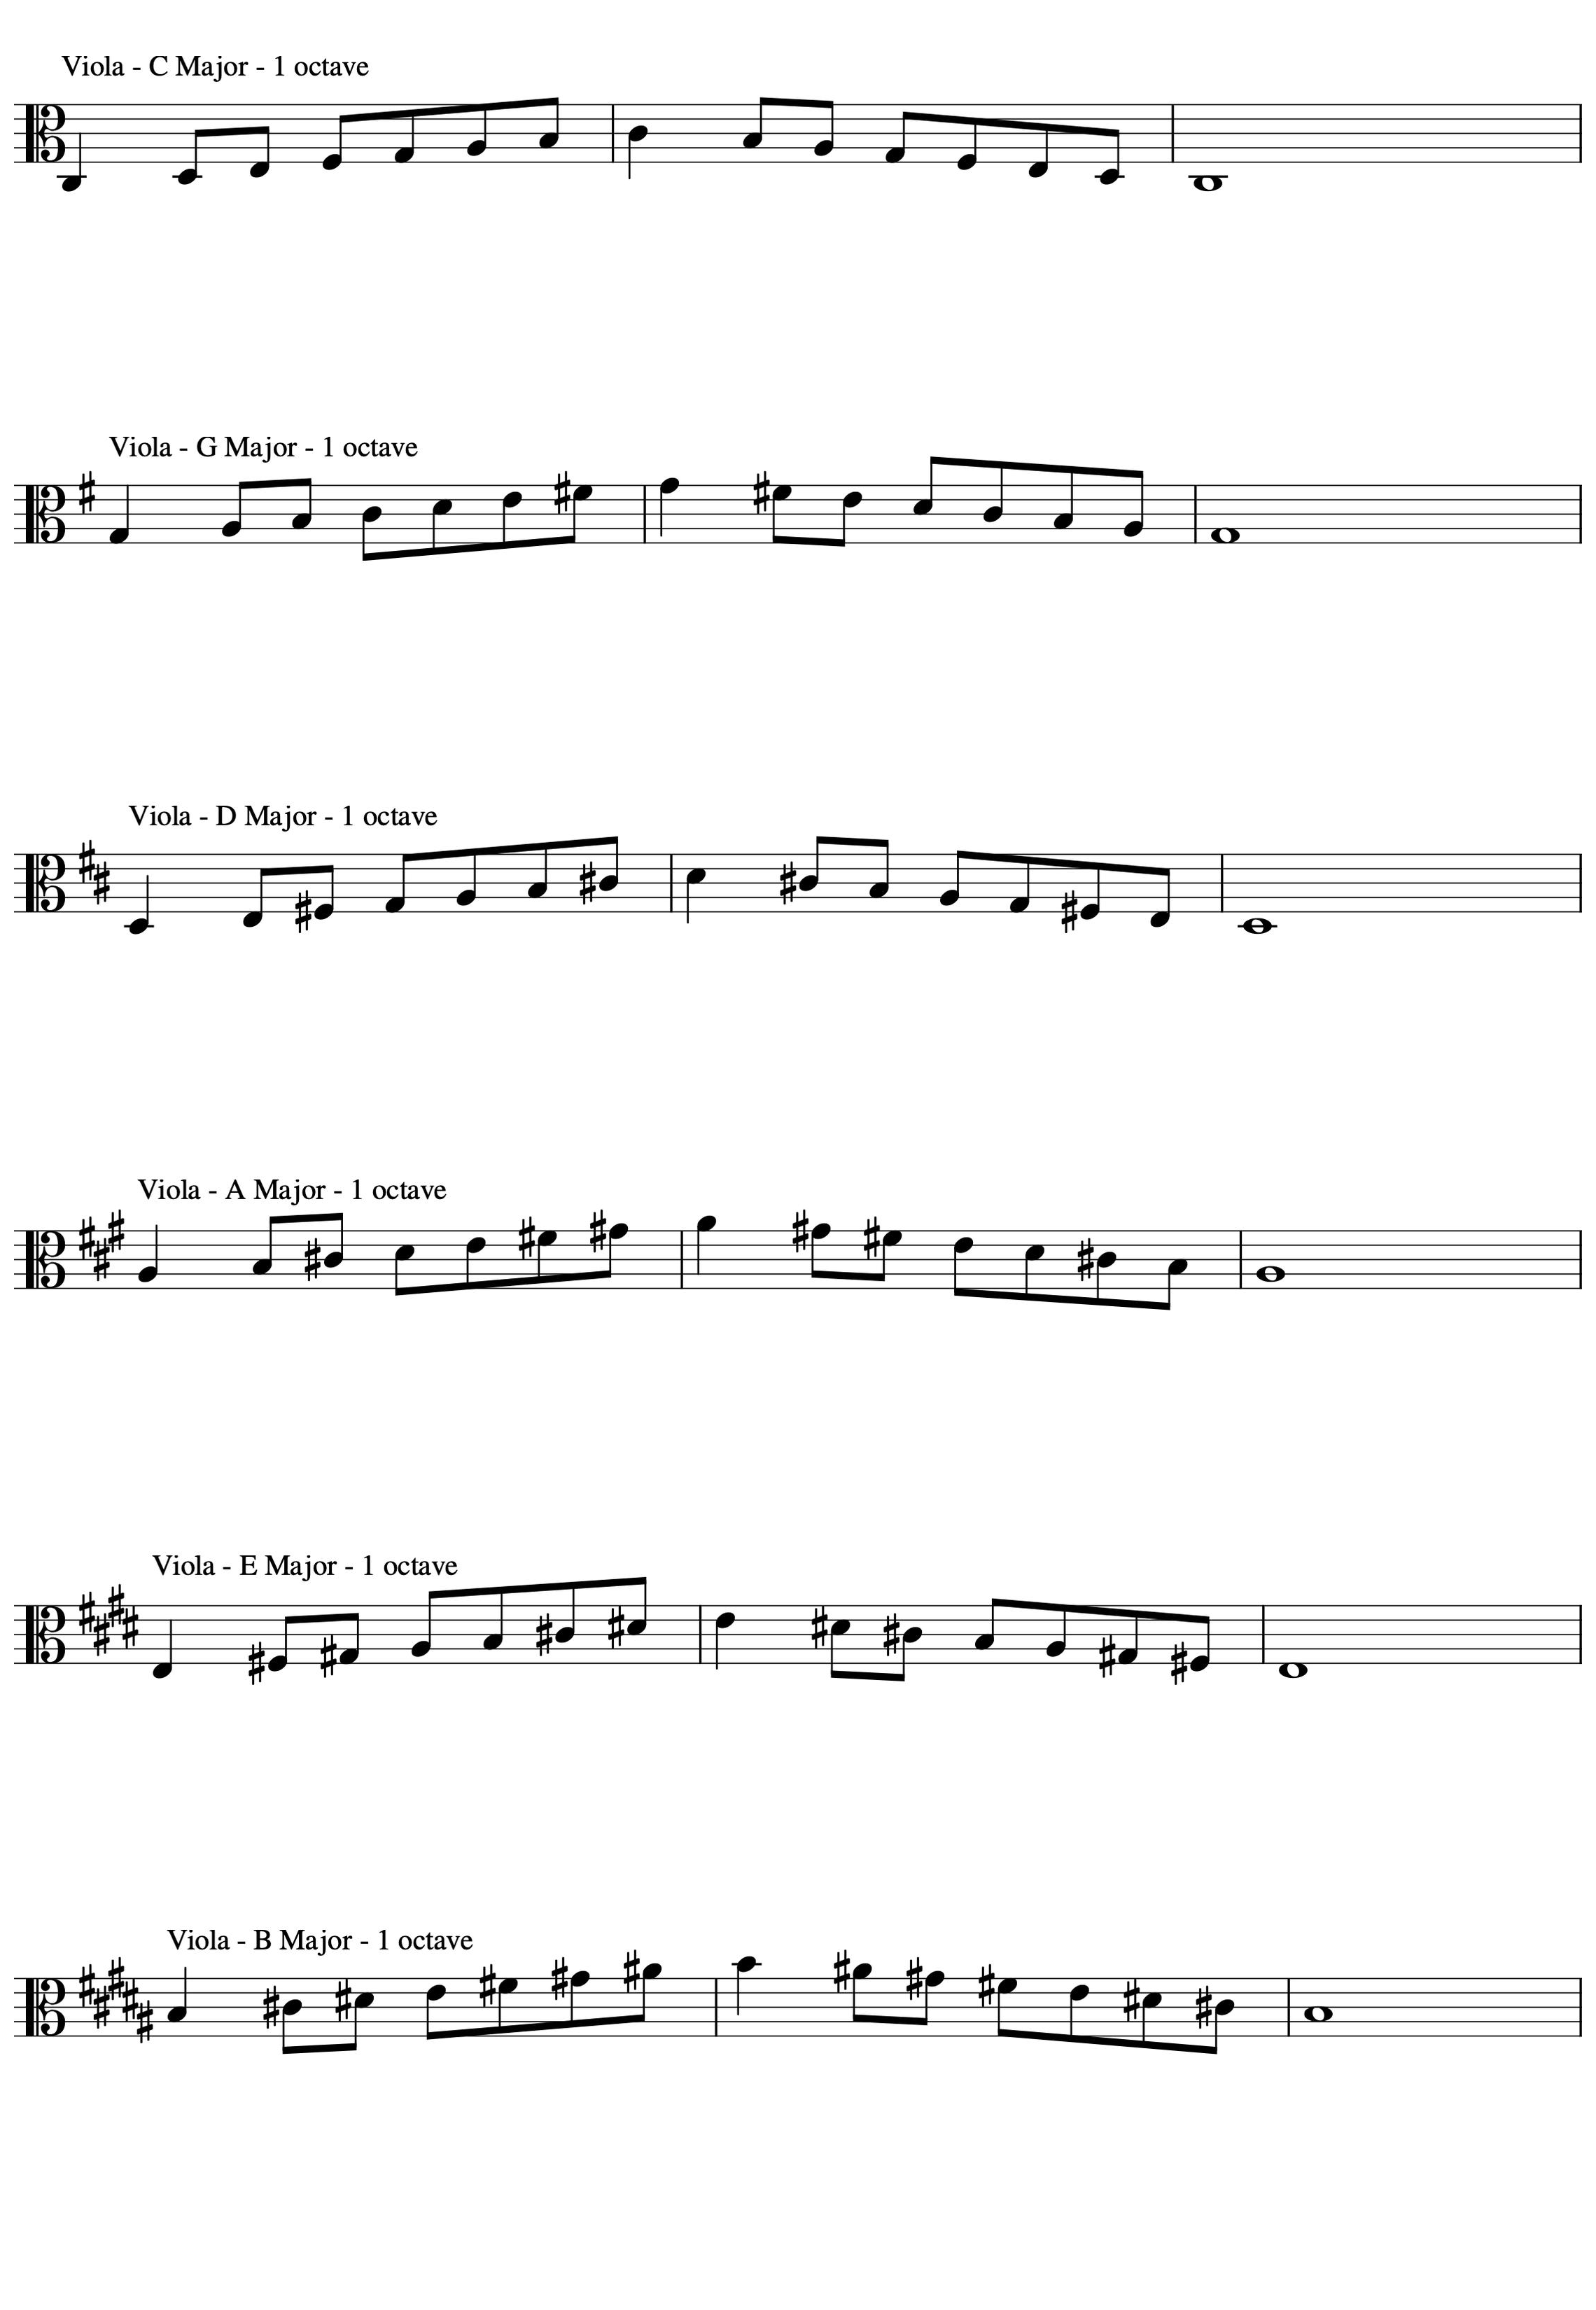 Viola - C Major - 1 octave
Viola - G Major - 1 octave
Viola - D Major - 1 octave
Viola - A Major - 1 octave
Viola - E Major - 1 octave
Viola - B Major - 1 octave